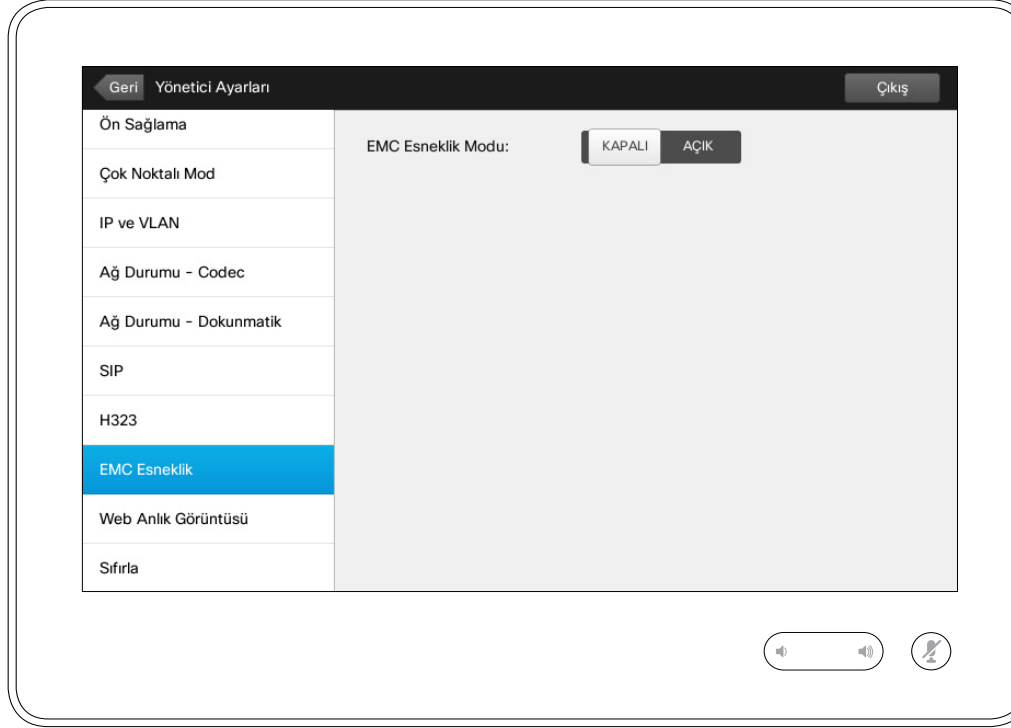 Geri Yönetici Ayarları Çıkış
Ön Sağlama
EMC Esneklik Modu: KAPALI AÇIK
Çok Noktalı Mod
IP ve VLAN
Ağ Durumu - Codec
Ağ Durumu - Dokunmatik
SIP
H323
EMC Esneklik
Web Anlık Görüntüsü
Sıfırla